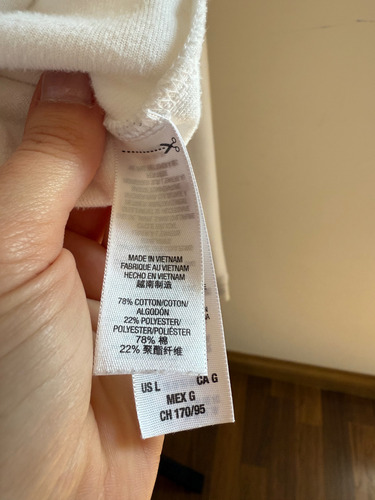 MADE IN VIETNAM
FABRIQUE AU VIETNAM
HECHO EN VIETNAM
越南制造
78% COTTON/COTON/
ALGODÓN
22% POLYESTER/
POLYESTER/POLIÉSTER
78% 棉
22% 聚酯纤维
US L CA G
MEX G
CH 170/95